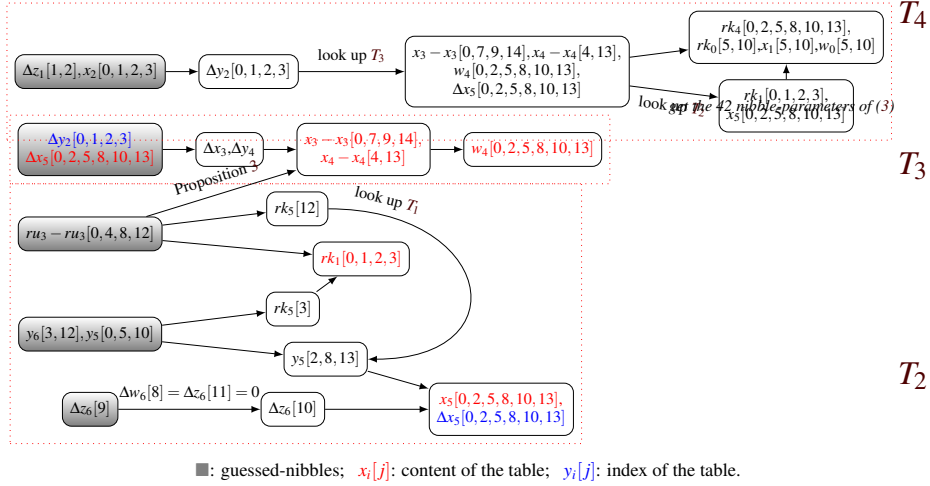 T4
Δz1[1,2],x2[0,1,2,3]
Δy2[0,1,2,3]
look up T3
x3 − x3[0,7,9,14],x4 − x4[4,13],
w4[0,2,5,8,10,13],
Δx5[0,2,5,8,10,13]
rk4[0,2,5,8,10,13],
rk0[5,10],x1[5,10],w0[5,10]
look up T2
rk1[0,1,2,3],
x5[0,2,5,8,10,13]
get the 42 nibble-parameters of (3)
T3
Δy2[0,1,2,3]
Δx5[0,2,5,8,10,13]
Δx3,Δy4
x3 − x3[0,7,9,14],
x4 − x4[4,13]
w4[0,2,5,8,10,13]
Proposition 3
T2
ru3 − ru3[0,4,8,12]
rk5[12]
look up T1
rk1[0,1,2,3]
rk5[3]
y6[3,12],y5[0,5,10]
y5[2,8,13]
Δz6[9]
Δw6[8] = Δz6[11] = 0
Δz6[10]
x5[0,2,5,8,10,13],
Δx5[0,2,5,8,10,13]
■: guessed-nibbles; xi[j]: content of the table; yi[j]: index of the table.